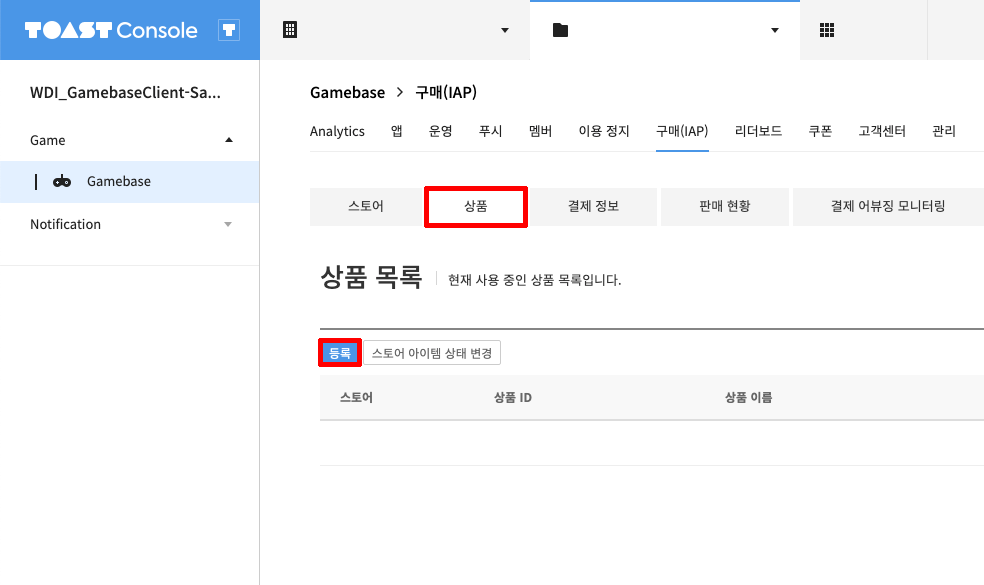 TOAST Console T
WDI_GamebaseClient-Sa...
Game
Gamebase
Notification
Gamebase > 구매(IAP)
Analytics 앱 운영 푸시 멤버 이용 정지 구매(IAP) 리더보드 쿠폰 고객센터 관리
스토어 상품 결제 정보 판매 현황 결제 어뷰징 모니터링
상품 목록 현재 사용 중인 상품 목록입니다.
등록 스토어 아이템 상태 변경
스토어 상품 ID 상품 이름